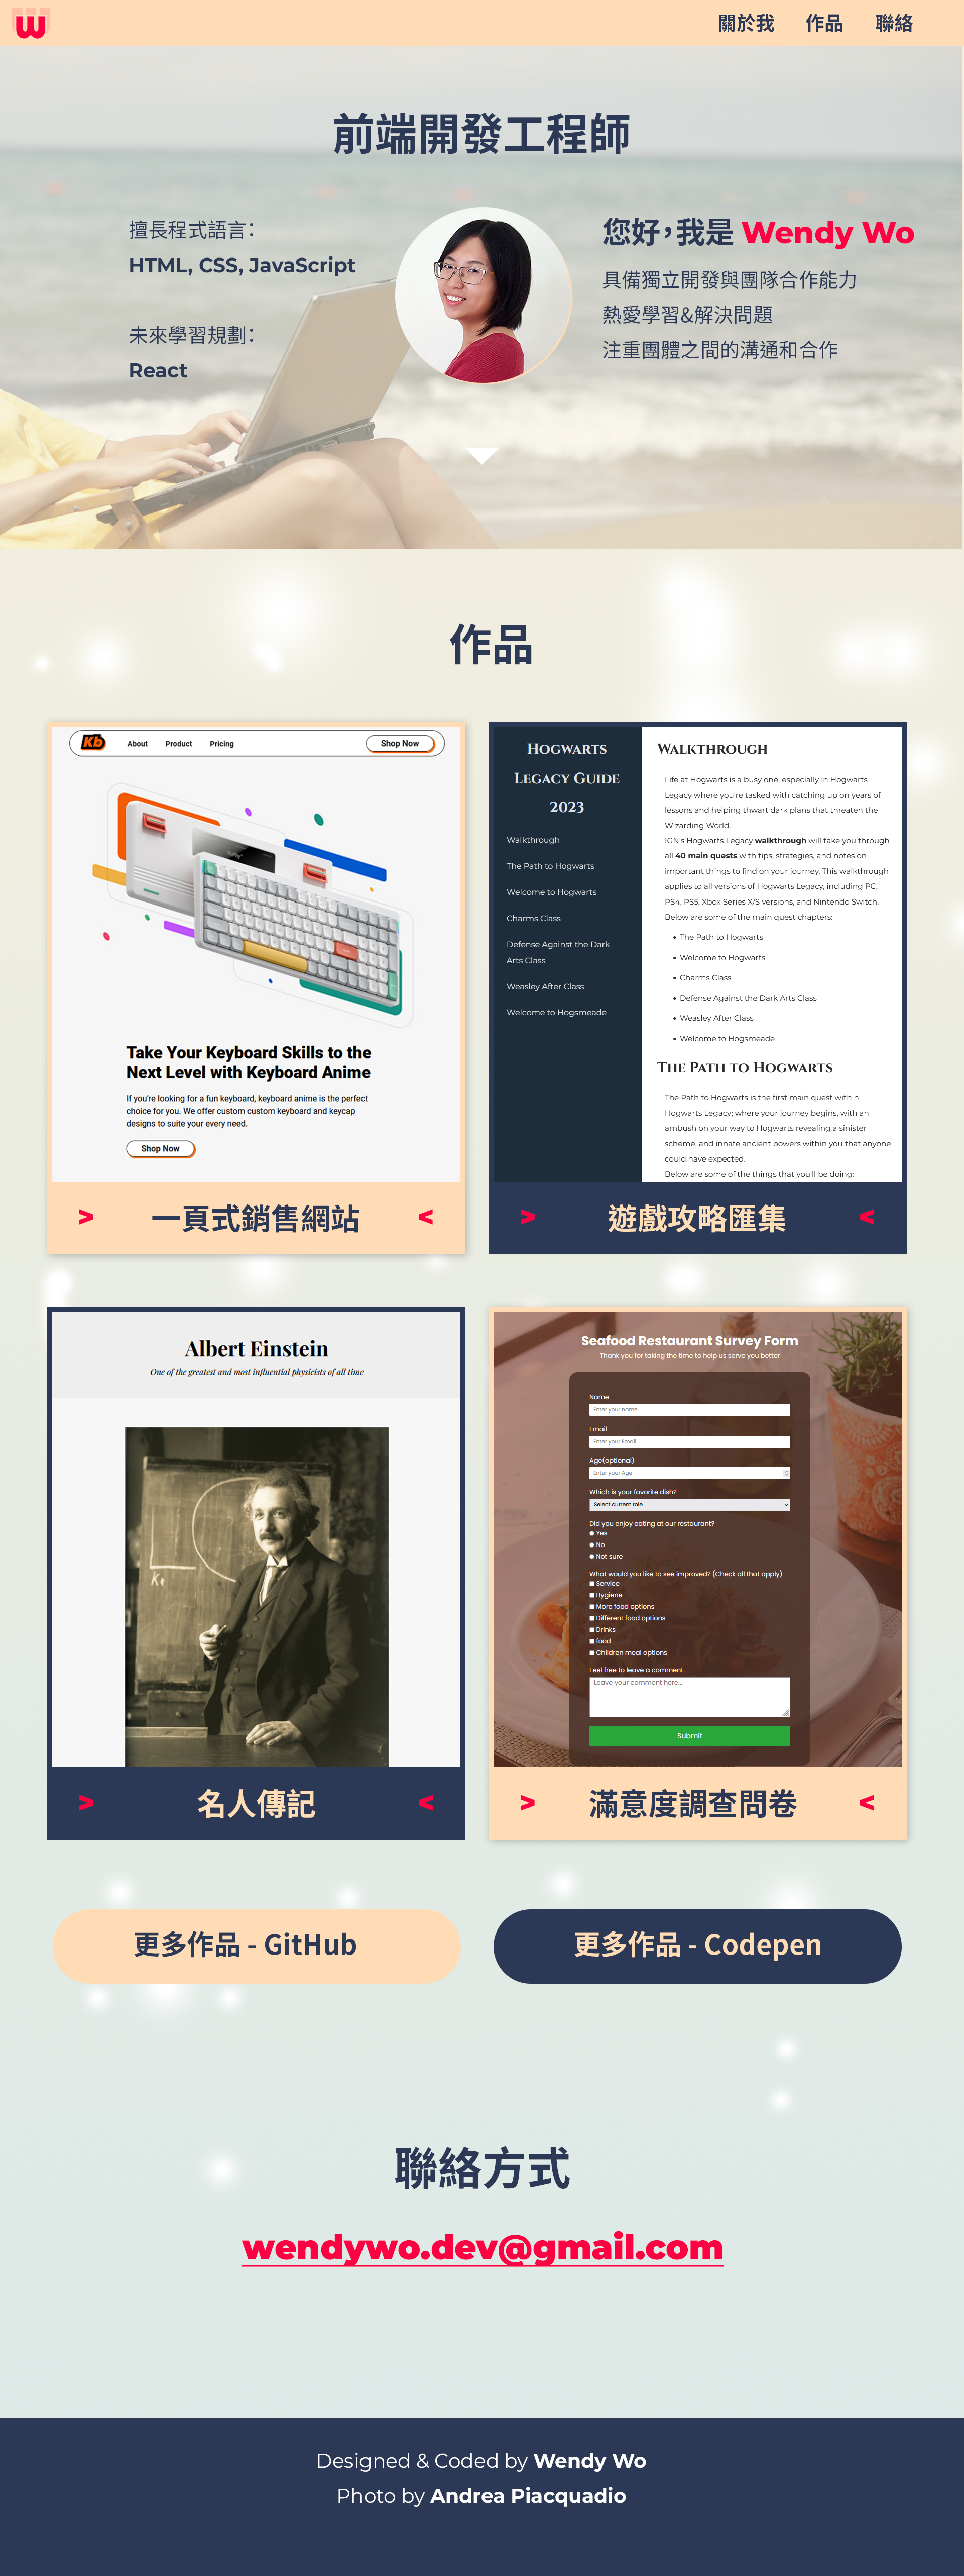 W
關於我 作品 聯絡
前端開發工程師
擅長程式語言：
HTML, CSS, JavaScript
未來學習規劃：
React
您好，我是 Wendy Wo
具備獨立開發與團隊合作能力
熱愛學習&解決問題
注重團體之間的溝通和合作
作品
Kb About Product Pricing Shop Now
Take Your Keyboard Skills to the
Next Level with Keyboard Anime
If you're looking for a fun keyboard, keyboard anime is the perfect
choice for you. We offer custom custom keyboard and keycap
designs to suite your every need.
Shop Now
> 一頁式銷售網站 <
Hogwarts
Legacy Guide
2023
Walkthrough
The Path to Hogwarts
Welcome to Hogwarts
Charms Class
Defense Against the Dark
Arts Class
Weasley After Class
Welcome to Hogsmeade
Walkthrough
Life at Hogwarts is a busy one, especially in Hogwarts
Legacy where you're tasked with catching up on years of
lessons and helping thwart dark plans that threaten the
Wizarding World.
IGN's Hogwarts Legacy walkthrough will take you through
all 40 main quests with tips, strategies, and notes on
important things to find on your journey. This walkthrough
applies to all versions of Hogwarts Legacy, including PC,
PS4, PS5, Xbox Series X/S versions, and Nintendo Switch.
Below are some of the main quest chapters:
• The Path to Hogwarts
• Welcome to Hogwarts
• Charms Class
• Defense Against the Dark Arts Class
• Weasley After Class
• Welcome to Hogsmeade
The Path to Hogwarts
The Path to Hogwarts is the first main quest within
Hogwarts Legacy; where your journey begins, with an
ambush on your way to Hogwarts revealing a sinister
scheme, and innate ancient powers within you that anyone
could have expected.
Below are some of the things that you'll be doing:
> 遊戲攻略匯集 <
Albert Einstein
One of the greatest and most influential physicists of all time
> 名人傳記 <
Seafood Restaurant Survey Form
Thank you for taking the time to help us serve you better
Name
Enter your name
Email
Enter your Email
Age(optional)
Enter your Age
Which is your favorite dish?
Select current role
Did you enjoy eating at our restaurant?
Yes
No
Not sure
What would you like to see improved? (Check all that apply)
Service
Hygiene
More food options
Different food options
Drinks
food
Children meal options
Feel free to leave a comment
Leave your comment here...
Submit
> 滿意度調查問卷 <
更多作品 - GitHub
更多作品 - Codepen
聯絡方式
wendywo.dev@gmail.com
Designed & Coded by Wendy Wo
Photo by Andrea Piacquadio